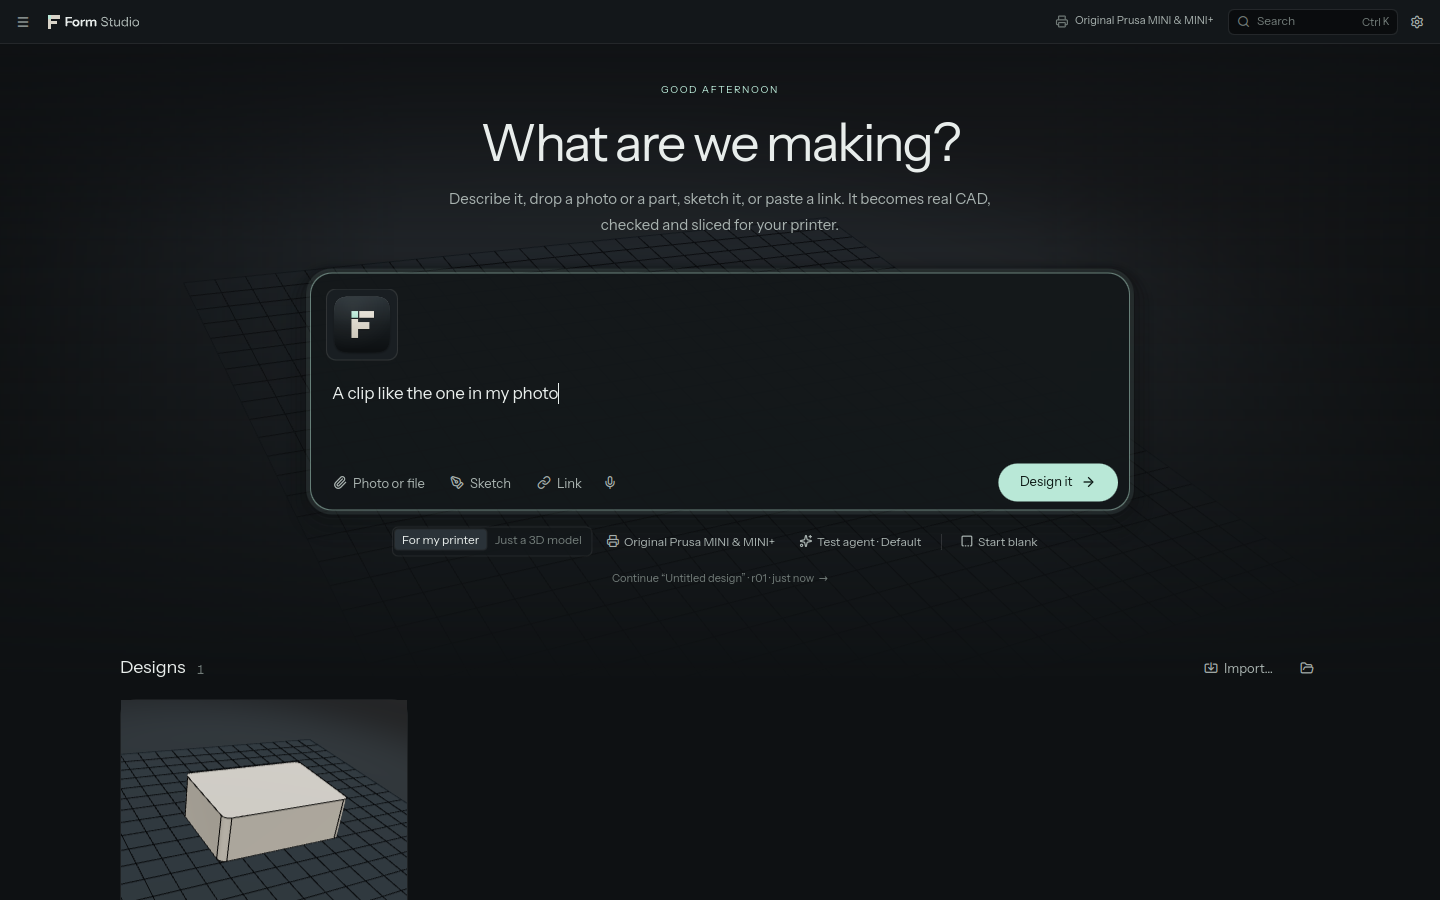 Form Studio
Original Prusa MINI & MINI+
Search
Ctrl K
GOOD AFTERNOON
What are we making?
Describe it, drop a photo or a part, sketch it, or paste a link. It becomes real CAD,
checked and sliced for your printer.
F
A clip like the one in my photo
Photo or file
Sketch
Link
Design it →
For my printer
Just a 3D model
Original Prusa MINI & MINI+
Test agent · Default
Start blank
Continue “Untitled design” · r01 · just now →
Designs 1
Import...